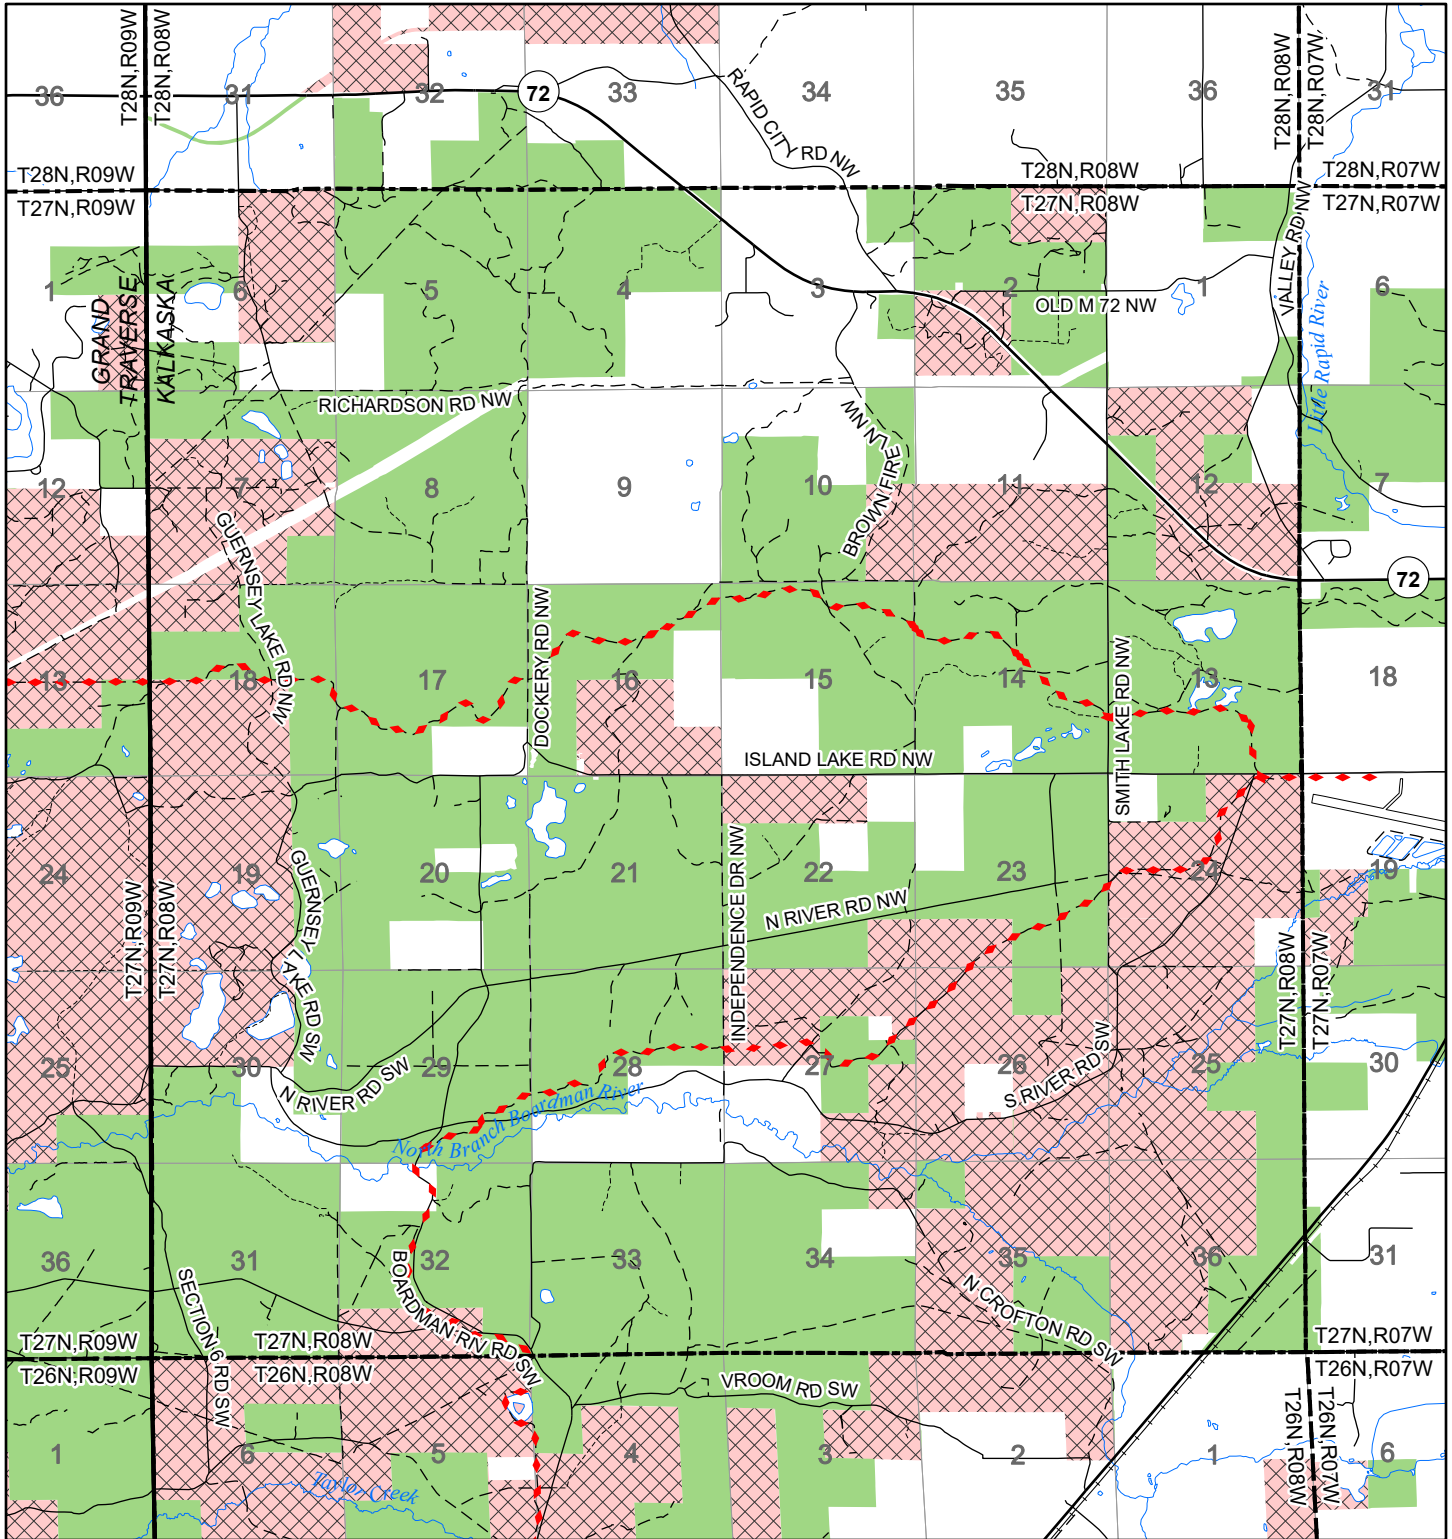 T28N,R09W
T28N,R08W
T28N,R08W
T28N,R07W
36
31
32
72
33
34
35
36
31
RAPID CITY RD NW
T28N,R09W
T28N,R08W
T28N,R07W
T27N,R09W
T27N,R08W
T27N,R07W
VALLEY RD NW
1
6
5
4
3
2
1
6
OLD M 72 NW
GRAND
TRAVERSE
KALKASKA
Little Rapid River
RICHARDSON RD NW
BROWN FIRE LN NW
12
7
8
9
10
11
12
7
GUERNSEY LAKE RD NW
72
DOCKERY RD NW
SMITH LAKE RD NW
13
18
17
16
15
14
13
18
ISLAND LAKE RD NW
24
19
20
21
22
23
24
19
GUERNSEY LAKE RD SW
INDEPENDENCE DR NW
N RIVER RD NW
T27N,R09W
T27N,R08W
T27N,R08W
T27N,R07W
25
30
29
28
27
26
25
30
N RIVER RD SW
S RIVER RD SW
North Branch Boardman River
36
31
32
33
34
35
36
31
SECTION 6 RD SW
BOARDMAN RIV RD SW
N CROFTON RD SW
T27N,R09W
T27N,R08W
T27N,R07W
T26N,R09W
T26N,R08W
T26N,R07W
VROOM RD SW
T26N,R08W
T26N,R07W
1
6
5
4
3
2
1
6
Taylor Creek